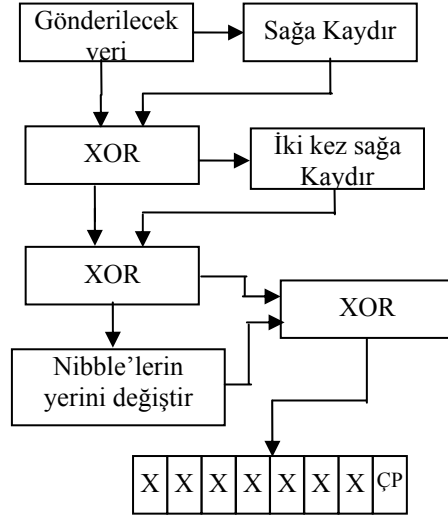 Gönderilecek
veri
Sağa Kaydır
XOR
İki kez sağa
Kaydır
XOR
XOR
Nibble’lerin
yerini değiştir
X X X X X X X ÇP